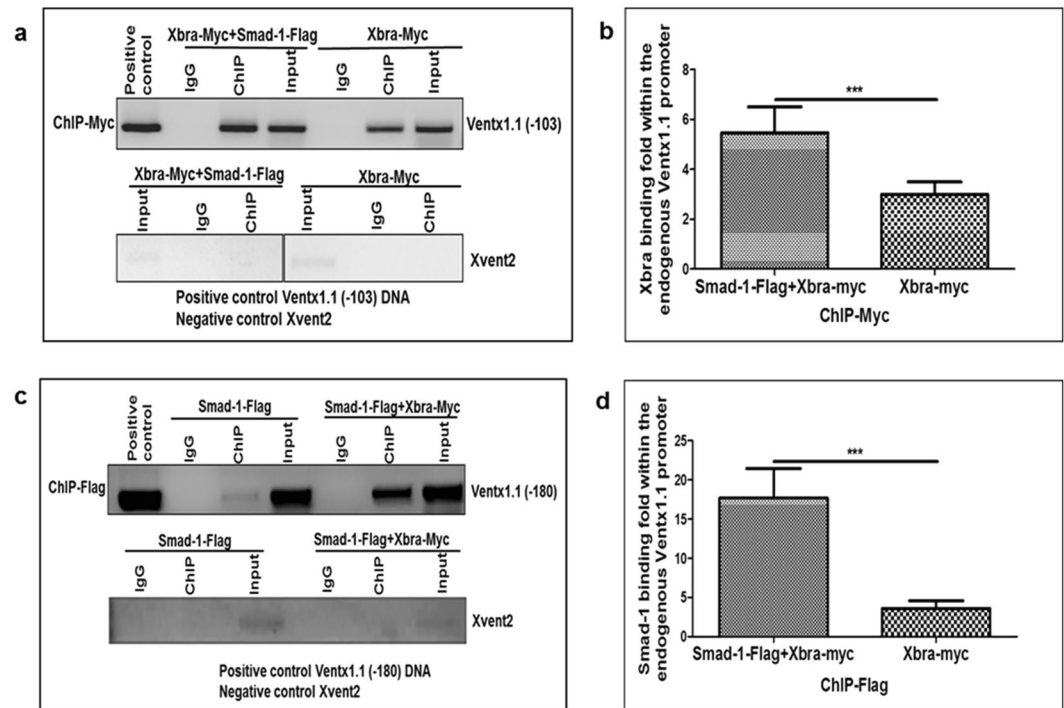 a
Xbra-Myc+Smad-1-Flag Xbra-Myc
Positive control
IgG
ChIP
Input
IgG
ChIP
Input
ChIP-Myc
Ventx1.1 (-103)
Xbra-Myc+Smad-1-Flag Xbra-Myc
Input
IgG
ChIP
Input
IgG
ChIP
Xvent2
Positive control Ventx1.1 (-103) DNA
Negative control Xvent2
b
Xbra binding fold within the
endogenous Ventx1.1 promoter
8
6
4
2
0
***
Smad-1-Flag+Xbra-myc Xbra-myc
ChIP-Myc
c
Smad-1-Flag Smad-1-Flag+Xbra-Myc
Positive control
IgG
ChIP
Input
IgG
ChIP
Input
ChIP-Flag
Ventx1.1 (-180)
Smad-1-Flag Smad-1-Flag+Xbra-Myc
IgG
ChIP
Input
IgG
ChIP
Input
Xvent2
Positive control Ventx1.1 (-180) DNA
Negative control Xvent2
d
Smad-1 binding fold within the
endogenous Ventx1.1 promoter
25
20
15
10
5
0
***
Smad-1-Flag+Xbra-myc Xbra-myc
ChIP-Flag